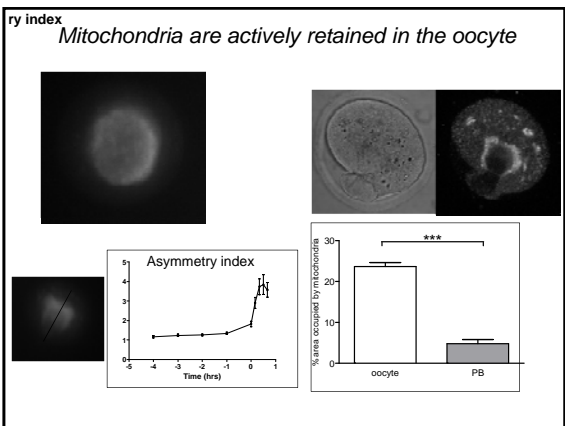 ry index
Mitochondria are actively retained in the oocyte
Asymmetry index
5
4
3
2
1
0
-5 -4 -3 -2 -1 0 1
Time (hrs)
% area occupied by mitochondria
30
20
10
0
***
oocyte PB